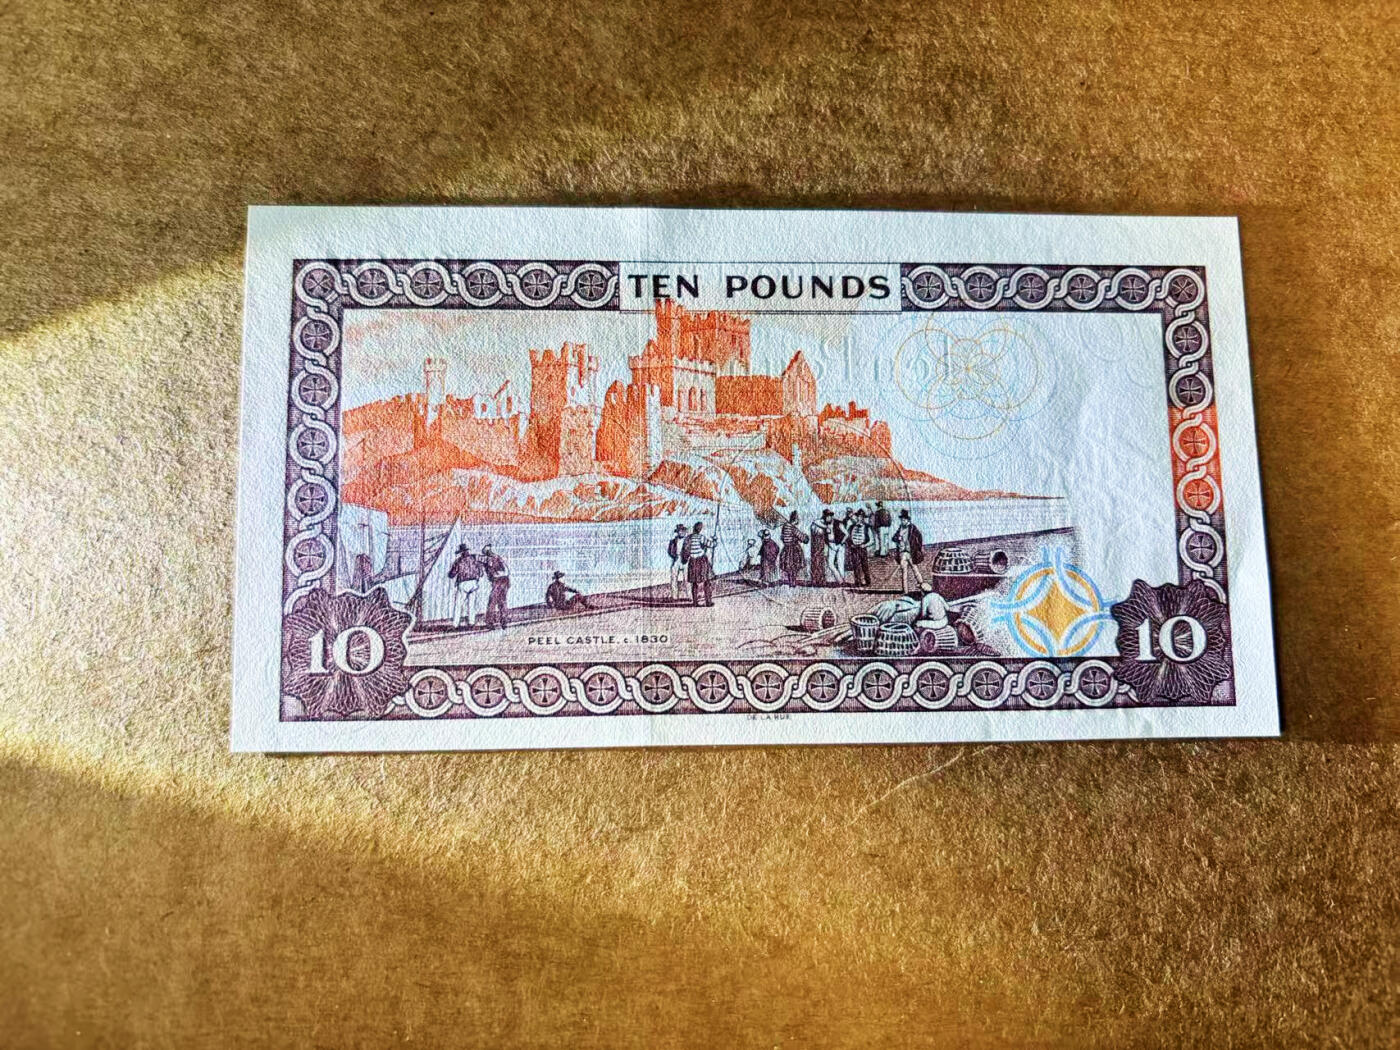 TEN POUNDS
PEEL CASTLE. c.1830
10
10
DE LA RUE